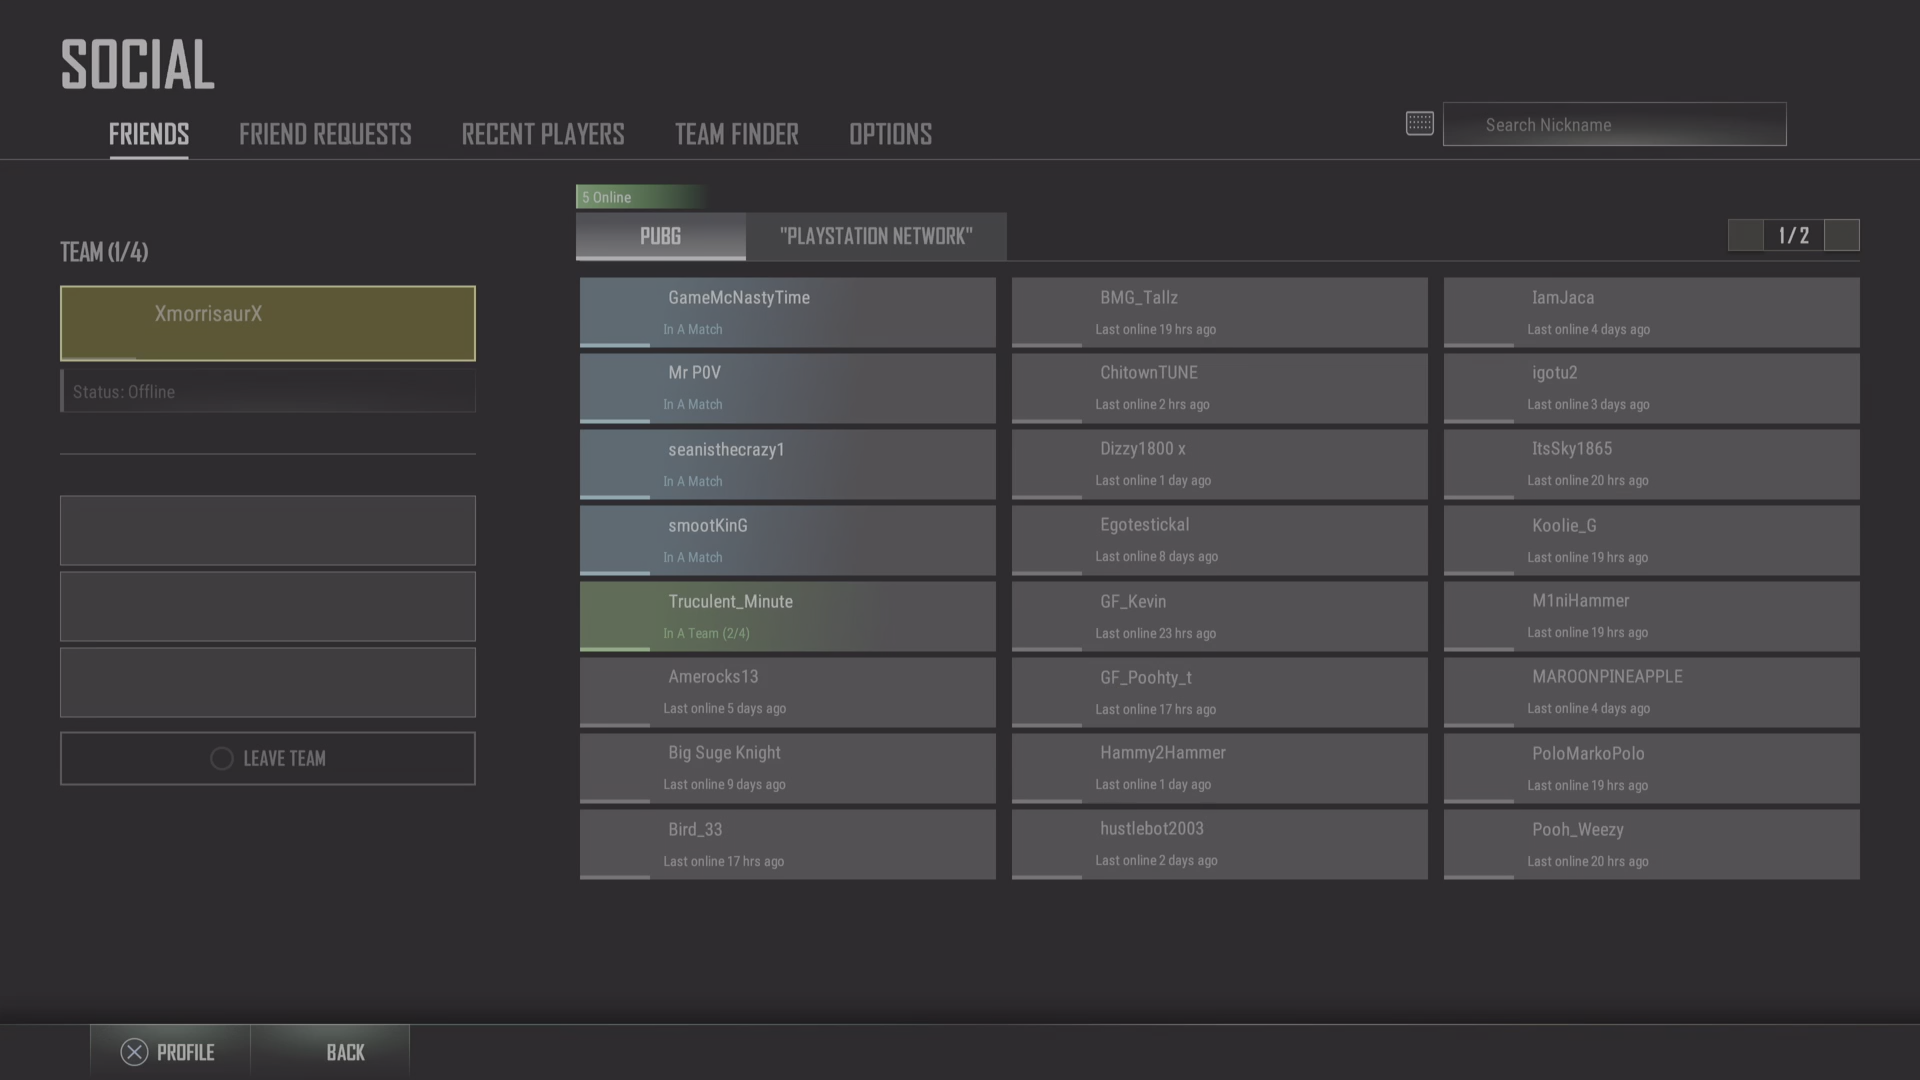 SOCIAL
FRIENDS
FRIEND REQUESTS
RECENT PLAYERS
TEAM FINDER
OPTIONS
Search Nickname
TEAM (1/4)
XmorrisaurX
Status: Offline
LEAVE TEAM
5 Online
PUBG
"PLAYSTATION NETWORK"
1/2
GameMcNastyTime
In A Match
Mr P0V
In A Match
seanisthecrazy1
In A Match
smootKinG
In A Match
Truculent_Minute
In A Team (2/4)
Amerocks13
Last online 5 days ago
Big Suge Knight
Last online 9 days ago
Bird_33
Last online 17 hrs ago
BMG_Tallz
Last online 19 hrs ago
ChitownTUNE
Last online 2 hrs ago
Dizzy1800 x
Last online 1 day ago
Egotestickal
Last online 8 days ago
GF_Kevin
Last online 23 hrs ago
GF_Poohty_t
Last online 17 hrs ago
Hammy2Hammer
Last online 1 day ago
hustlebot2003
Last online 2 days ago
IamJaca
Last online 4 days ago
igotu2
Last online 3 days ago
ItsSky1865
Last online 20 hrs ago
Koolie_G
Last online 19 hrs ago
M1niHammer
Last online 19 hrs ago
MAROONPINEAPPLE
Last online 4 days ago
PoloMarkoPolo
Last online 19 hrs ago
Pooh_Weezy
Last online 20 hrs ago
PROFILE
BACK